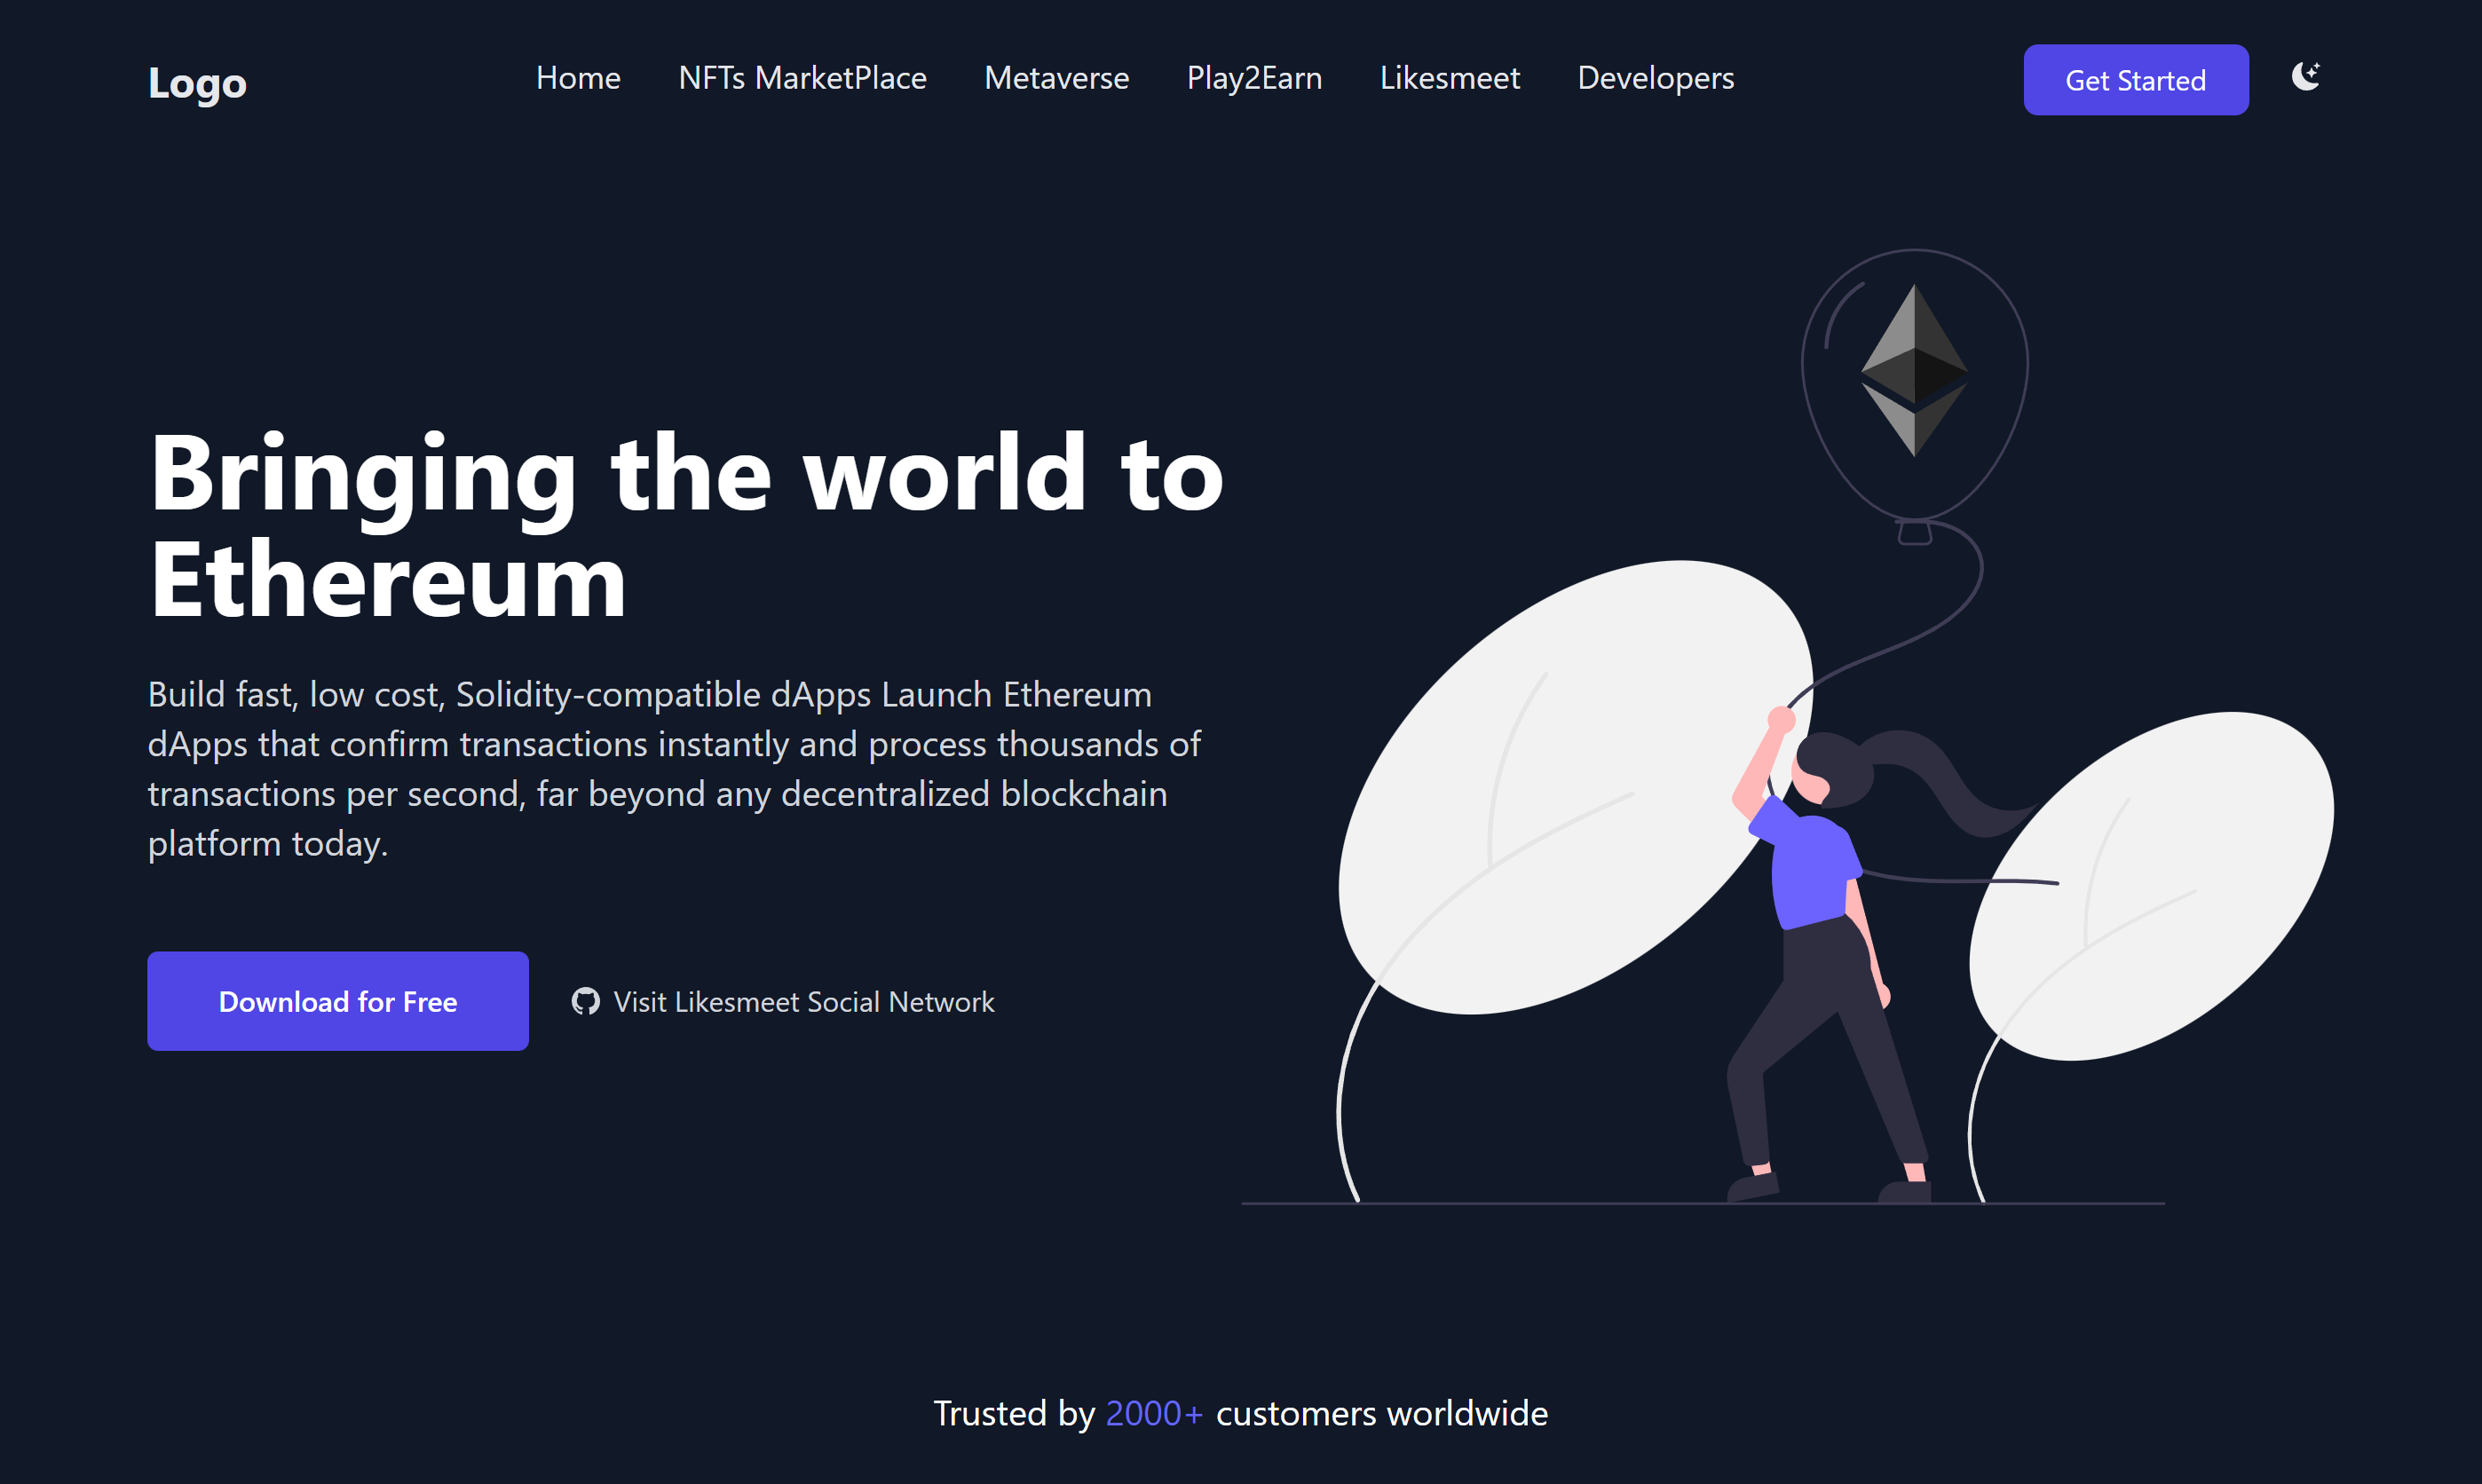 Logo
Home NFTs MarketPlace Metaverse Play2Earn Likesmeet Developers
Get Started
Bringing the world to
Ethereum
Build fast, low cost, Solidity-compatible dApps Launch Ethereum
dApps that confirm transactions instantly and process thousands of
transactions per second, far beyond any decentralized blockchain
platform today.
Download for Free
Visit Likesmeet Social Network
Trusted by 2000+ customers worldwide